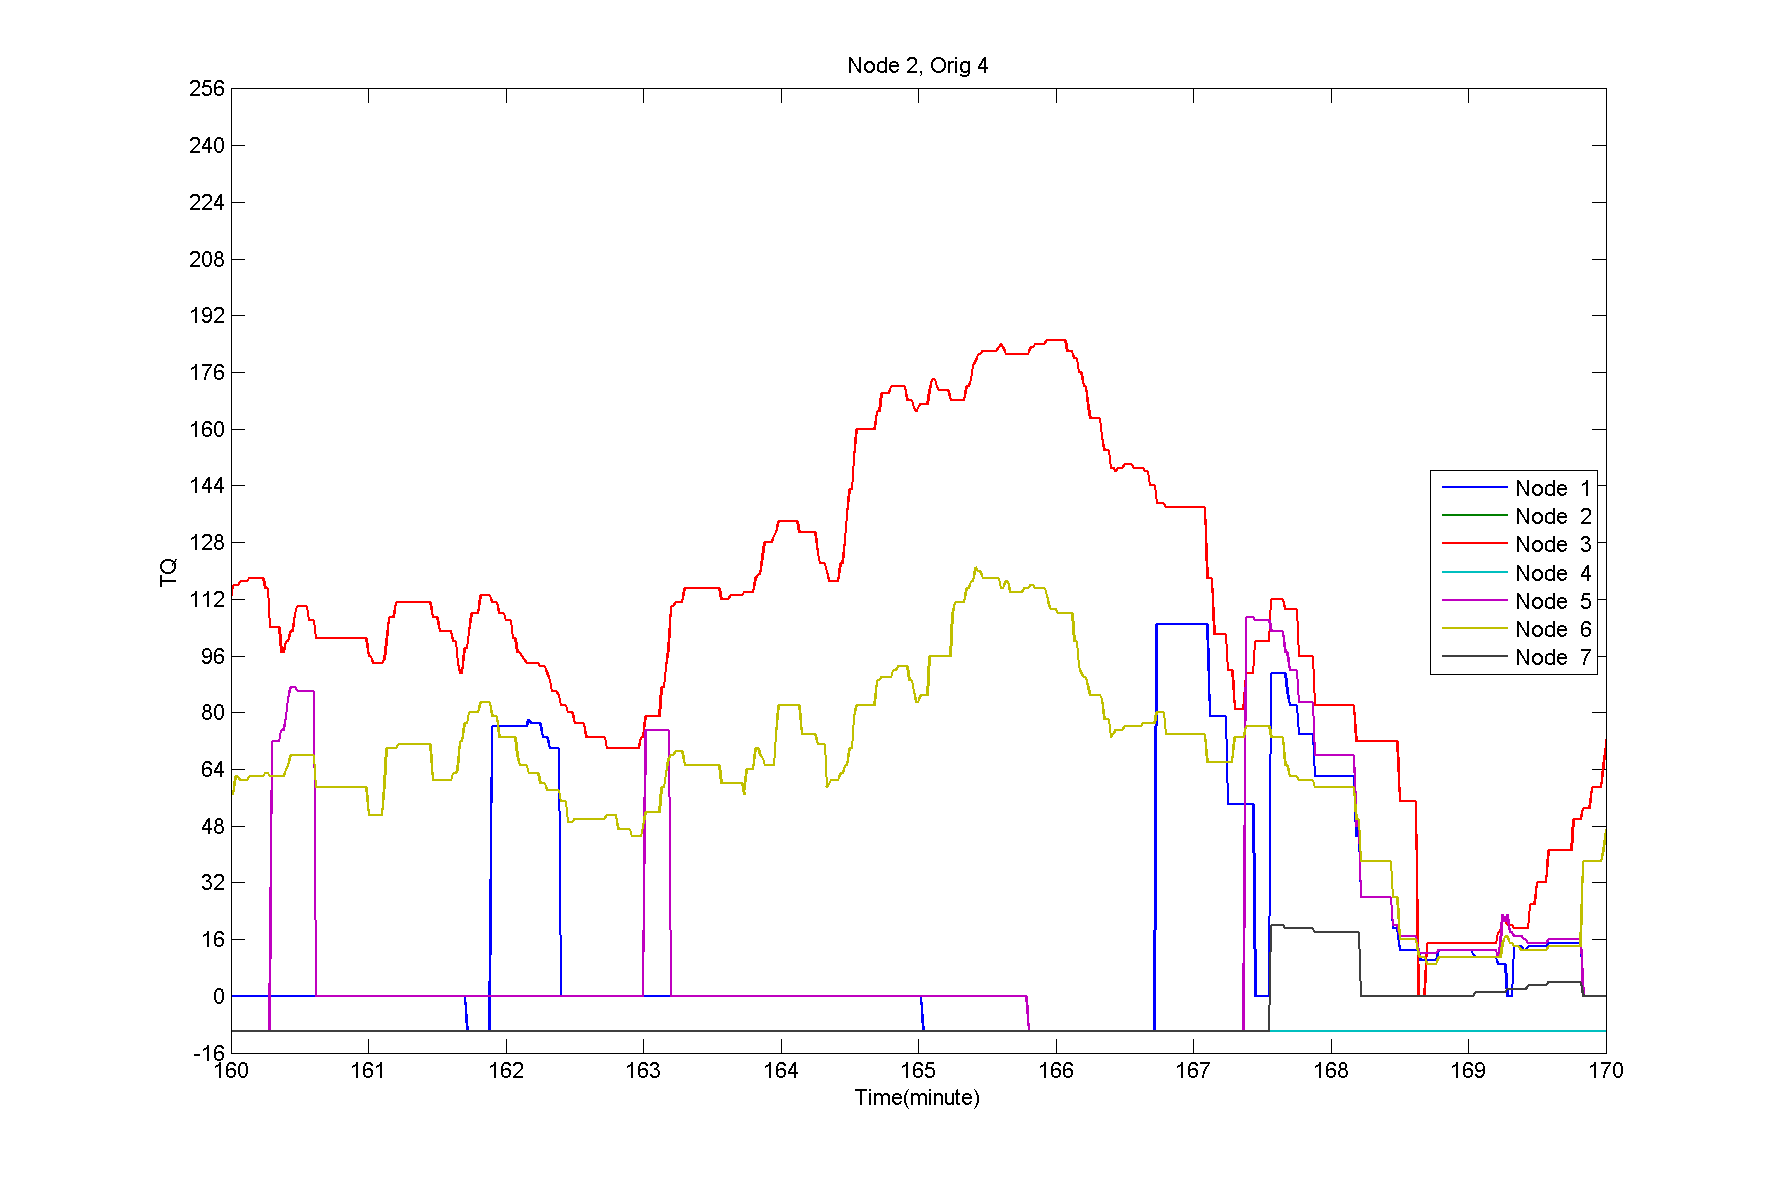 Node 2, Orig 4
256
240
224
208
192
176
160
144
128
112
96
80
64
48
32
16
0
-16
TQ
Node 1
Node 2
Node 3
Node 4
Node 5
Node 6
Node 7
160 161 162 163 164 165 166 167 168 169 170
Time(minute)